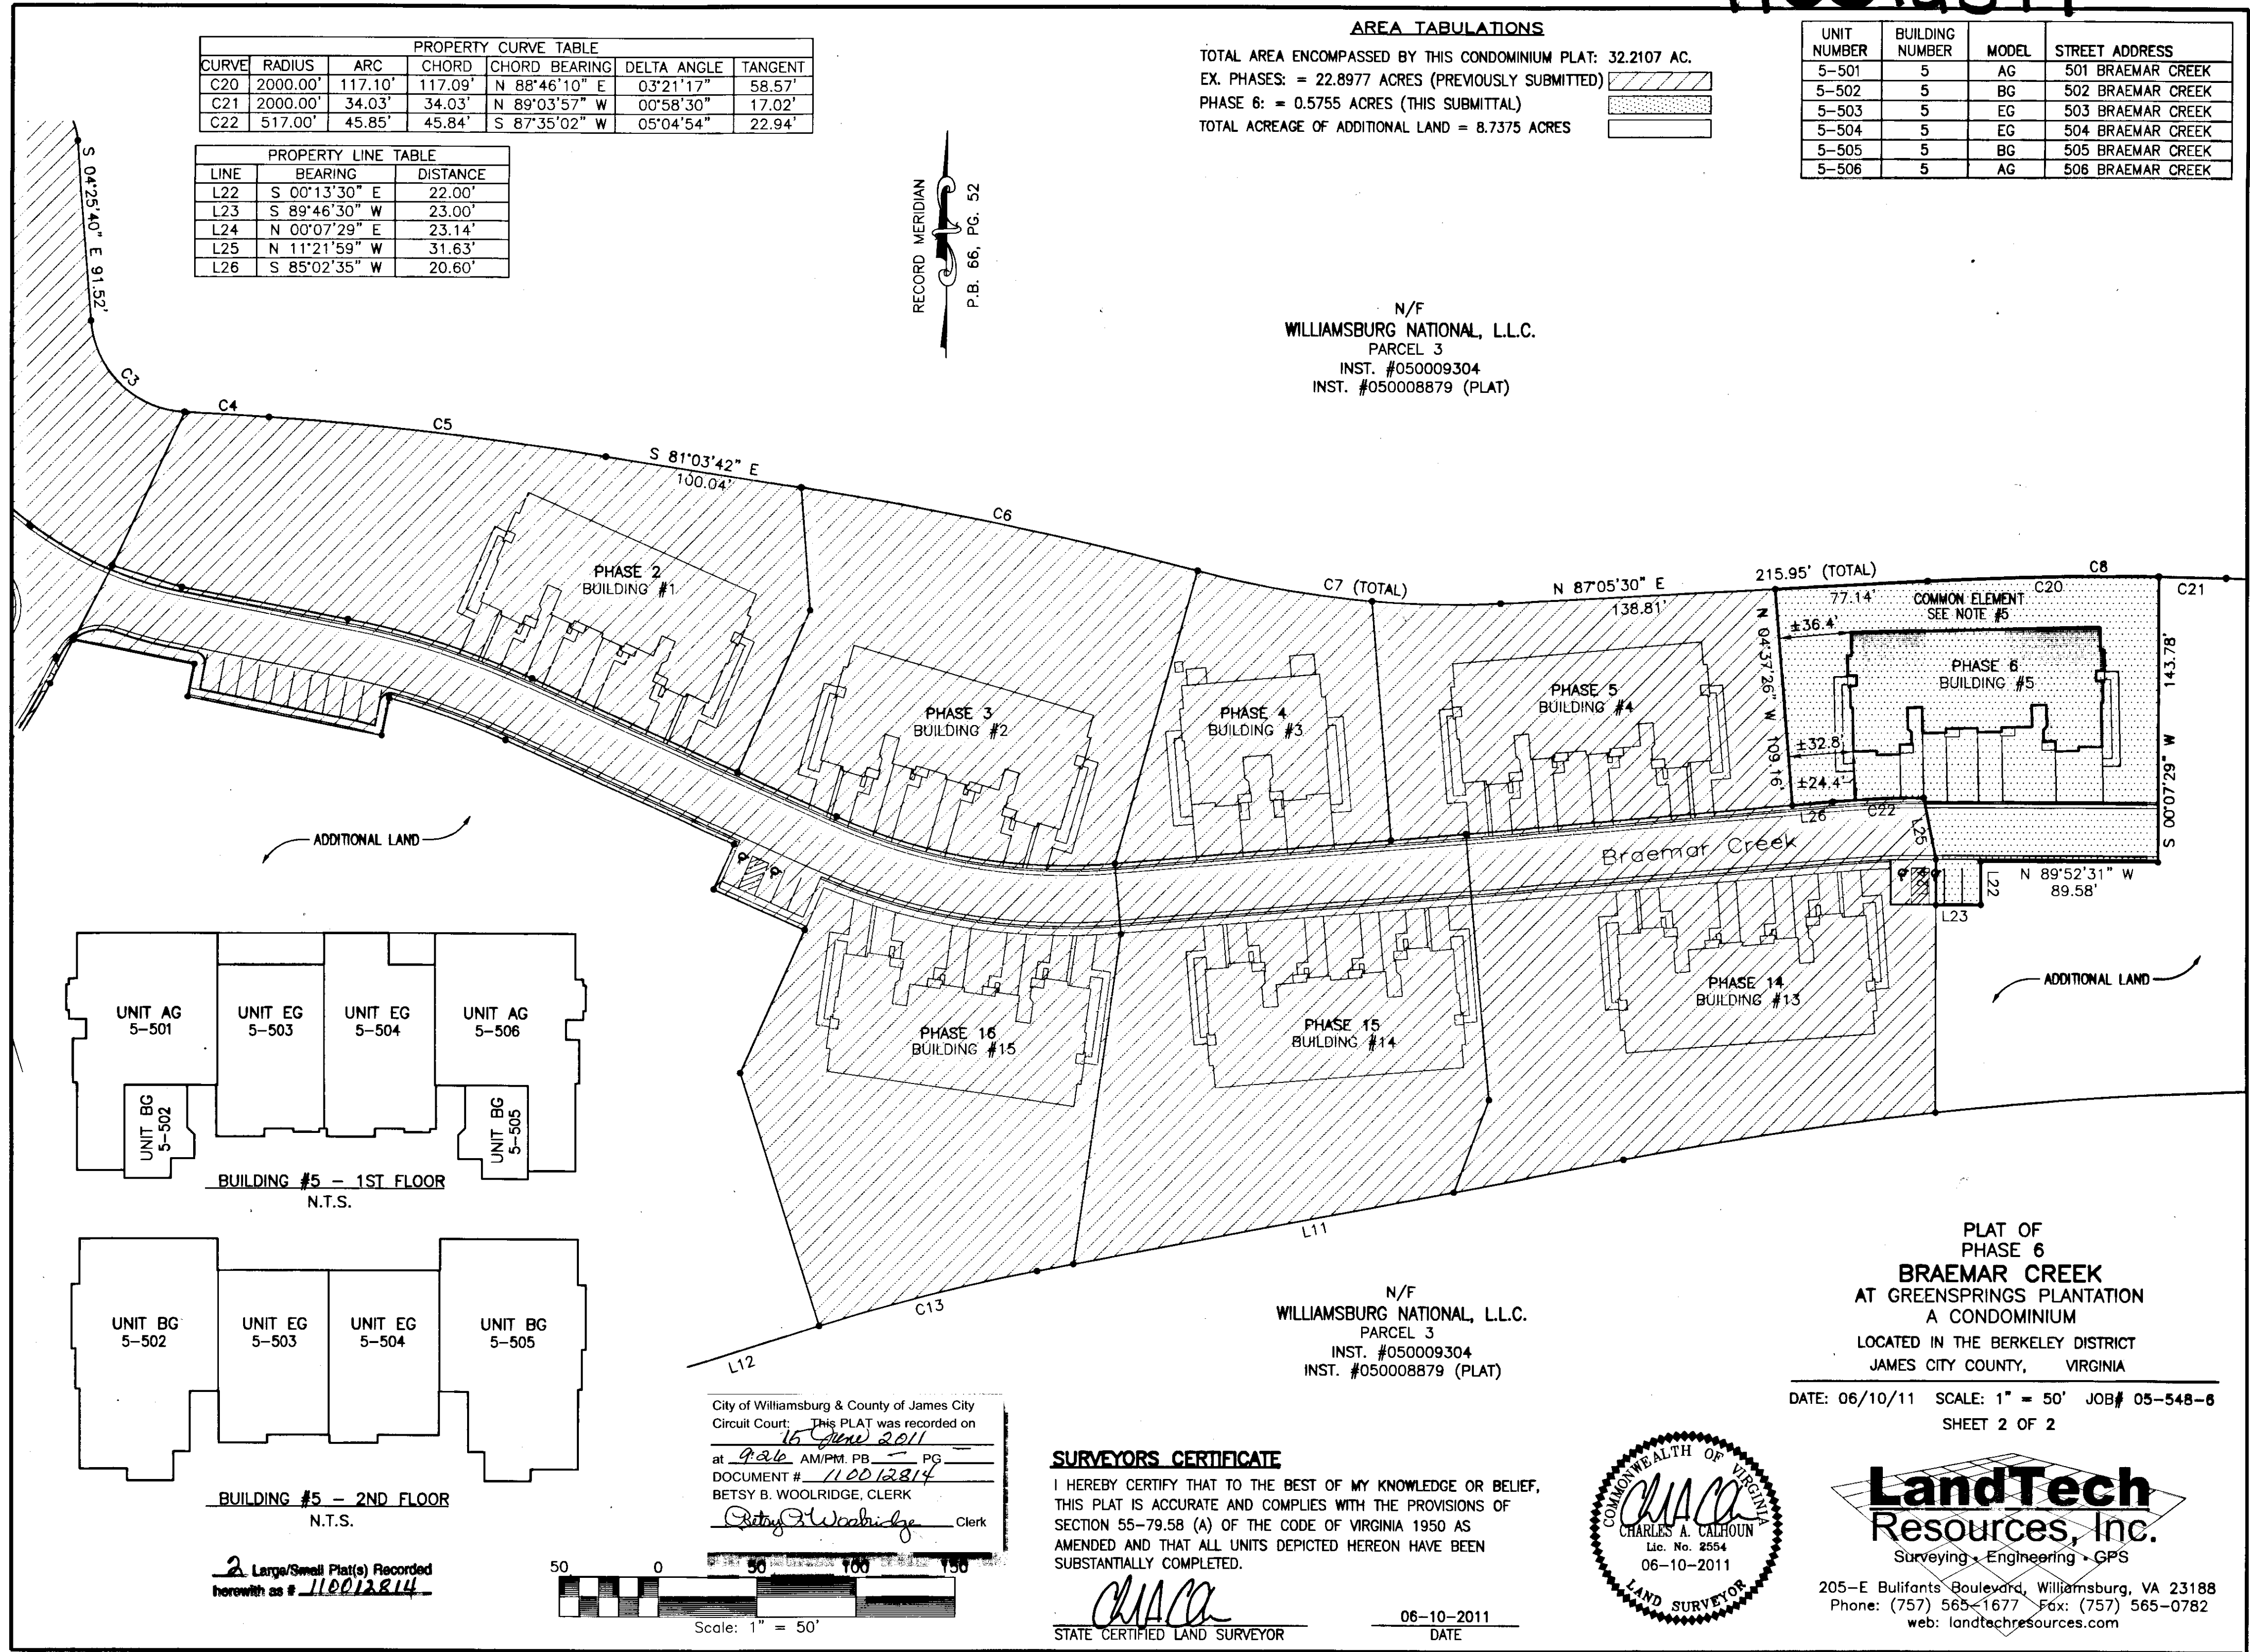 AREA TABULATIONS
TOTAL AREA ENCOMPASSED BY THIS CONDOMINIUM PLAT: 32.2107 AC.
EX. PHASES: = 22.8977 ACRES (PREVIOUSLY SUBMITTED)
PHASE 6: = 0.5755 ACRES (THIS SUBMITTAL)
TOTAL ACREAGE OF ADDITIONAL LAND = 8.7375 ACRES
PROPERTY CURVE TABLE
CURVE RADIUS ARC CHORD CHORD BEARING DELTA ANGLE TANGENT
C20 2000.00' 117.10' 117.09' N 88°46'10" E 03°21'17" 58.57'
C21 2000.00' 34.03' 34.03' N 89°03'57" W 00°58'30" 17.02'
C22 517.00' 45.85' 45.84' S 87°35'02" W 05°04'54" 22.94'
PROPERTY LINE TABLE
LINE BEARING DISTANCE
L22 S 00°13'30" E 22.00'
L23 S 89°46'30" W 23.00'
L24 N 00°07'29" E 23.14'
L25 N 11°21'59" W 31.63'
L26 S 85°02'35" W 20.60'
UNIT NUMBER BUILDING NUMBER MODEL STREET ADDRESS
5-501 5 AG 501 BRAEMAR CREEK
5-502 5 BG 502 BRAEMAR CREEK
5-503 5 EG 503 BRAEMAR CREEK
5-504 5 EG 504 BRAEMAR CREEK
5-505 5 BG 505 BRAEMAR CREEK
5-506 5 AG 506 BRAEMAR CREEK
RECORD MERIDIAN
P.B. 66, PG. 52
N/F
WILLIAMSBURG NATIONAL, L.L.C.
PARCEL 3
INST. #050009304
INST. #050008879 (PLAT)
S 04°25'40" E 91.52'
C3
C4
C5
S 81°03'42" E
100.04'
C6
C7 (TOTAL)
N 87°05'30" E
138.81'
215.95' (TOTAL)
77.14'
C20
C8
C21
COMMON ELEMENT
SEE NOTE #5
N 04°37'26" W 109.16'
±36.4'
±32.8'
±24.4'
S 00°07'29" W 143.78'
PHASE 2
BUILDING #1
PHASE 3
BUILDING #2
PHASE 4
BUILDING #3
PHASE 5
BUILDING #4
PHASE 6
BUILDING #5
L26
C22
L25
Braemar Creek
L22
L23
N 89°52'31" W
89.58'
ADDITIONAL LAND
ADDITIONAL LAND
PHASE 16
BUILDING #15
PHASE 15
BUILDING #14
PHASE 14
BUILDING #13
L11
C13
L12
UNIT AG
5-501
UNIT EG
5-503
UNIT EG
5-504
UNIT AG
5-506
UNIT BG
5-502
UNIT BG
5-505
BUILDING #5 - 1ST FLOOR
N.T.S.
UNIT BG
5-502
UNIT EG
5-503
UNIT EG
5-504
UNIT BG
5-505
BUILDING #5 - 2ND FLOOR
N.T.S.
2 Large/Small Plat(s) Recorded
herewith as # 110012814
N/F
WILLIAMSBURG NATIONAL, L.L.C.
PARCEL 3
INST. #050009304
INST. #050008879 (PLAT)
City of Williamsburg & County of James City
Circuit Court: This PLAT was recorded on
15 June 2011
at 9:26 AM/PM. PB — PG —
DOCUMENT # 110012814
BETSY B. WOOLRIDGE, CLERK
Betsy B Woolridge Clerk
50 0 50 100 150
Scale: 1" = 50'
SURVEYORS CERTIFICATE
I HEREBY CERTIFY THAT TO THE BEST OF MY KNOWLEDGE OR BELIEF,
THIS PLAT IS ACCURATE AND COMPLIES WITH THE PROVISIONS OF
SECTION 55-79.58 (A) OF THE CODE OF VIRGINIA 1950 AS
AMENDED AND THAT ALL UNITS DEPICTED HEREON HAVE BEEN
SUBSTANTIALLY COMPLETED.
STATE CERTIFIED LAND SURVEYOR
06-10-2011
DATE
COMMONWEALTH OF VIRGINIA
CHARLES A. CALHOUN
Lic. No. 2554
06-10-2011
LAND SURVEYOR
PLAT OF
PHASE 6
BRAEMAR CREEK
AT GREENSPRINGS PLANTATION
A CONDOMINIUM
LOCATED IN THE BERKELEY DISTRICT
JAMES CITY COUNTY, VIRGINIA
DATE: 06/10/11 SCALE: 1" = 50' JOB# 05-548-6
SHEET 2 OF 2
LandTech
Resources, Inc.
Surveying • Engineering • GPS
205-E Bulifants Boulevard, Williamsburg, VA 23188
Phone: (757) 565-1677 Fax: (757) 565-0782
web: landtechresources.com